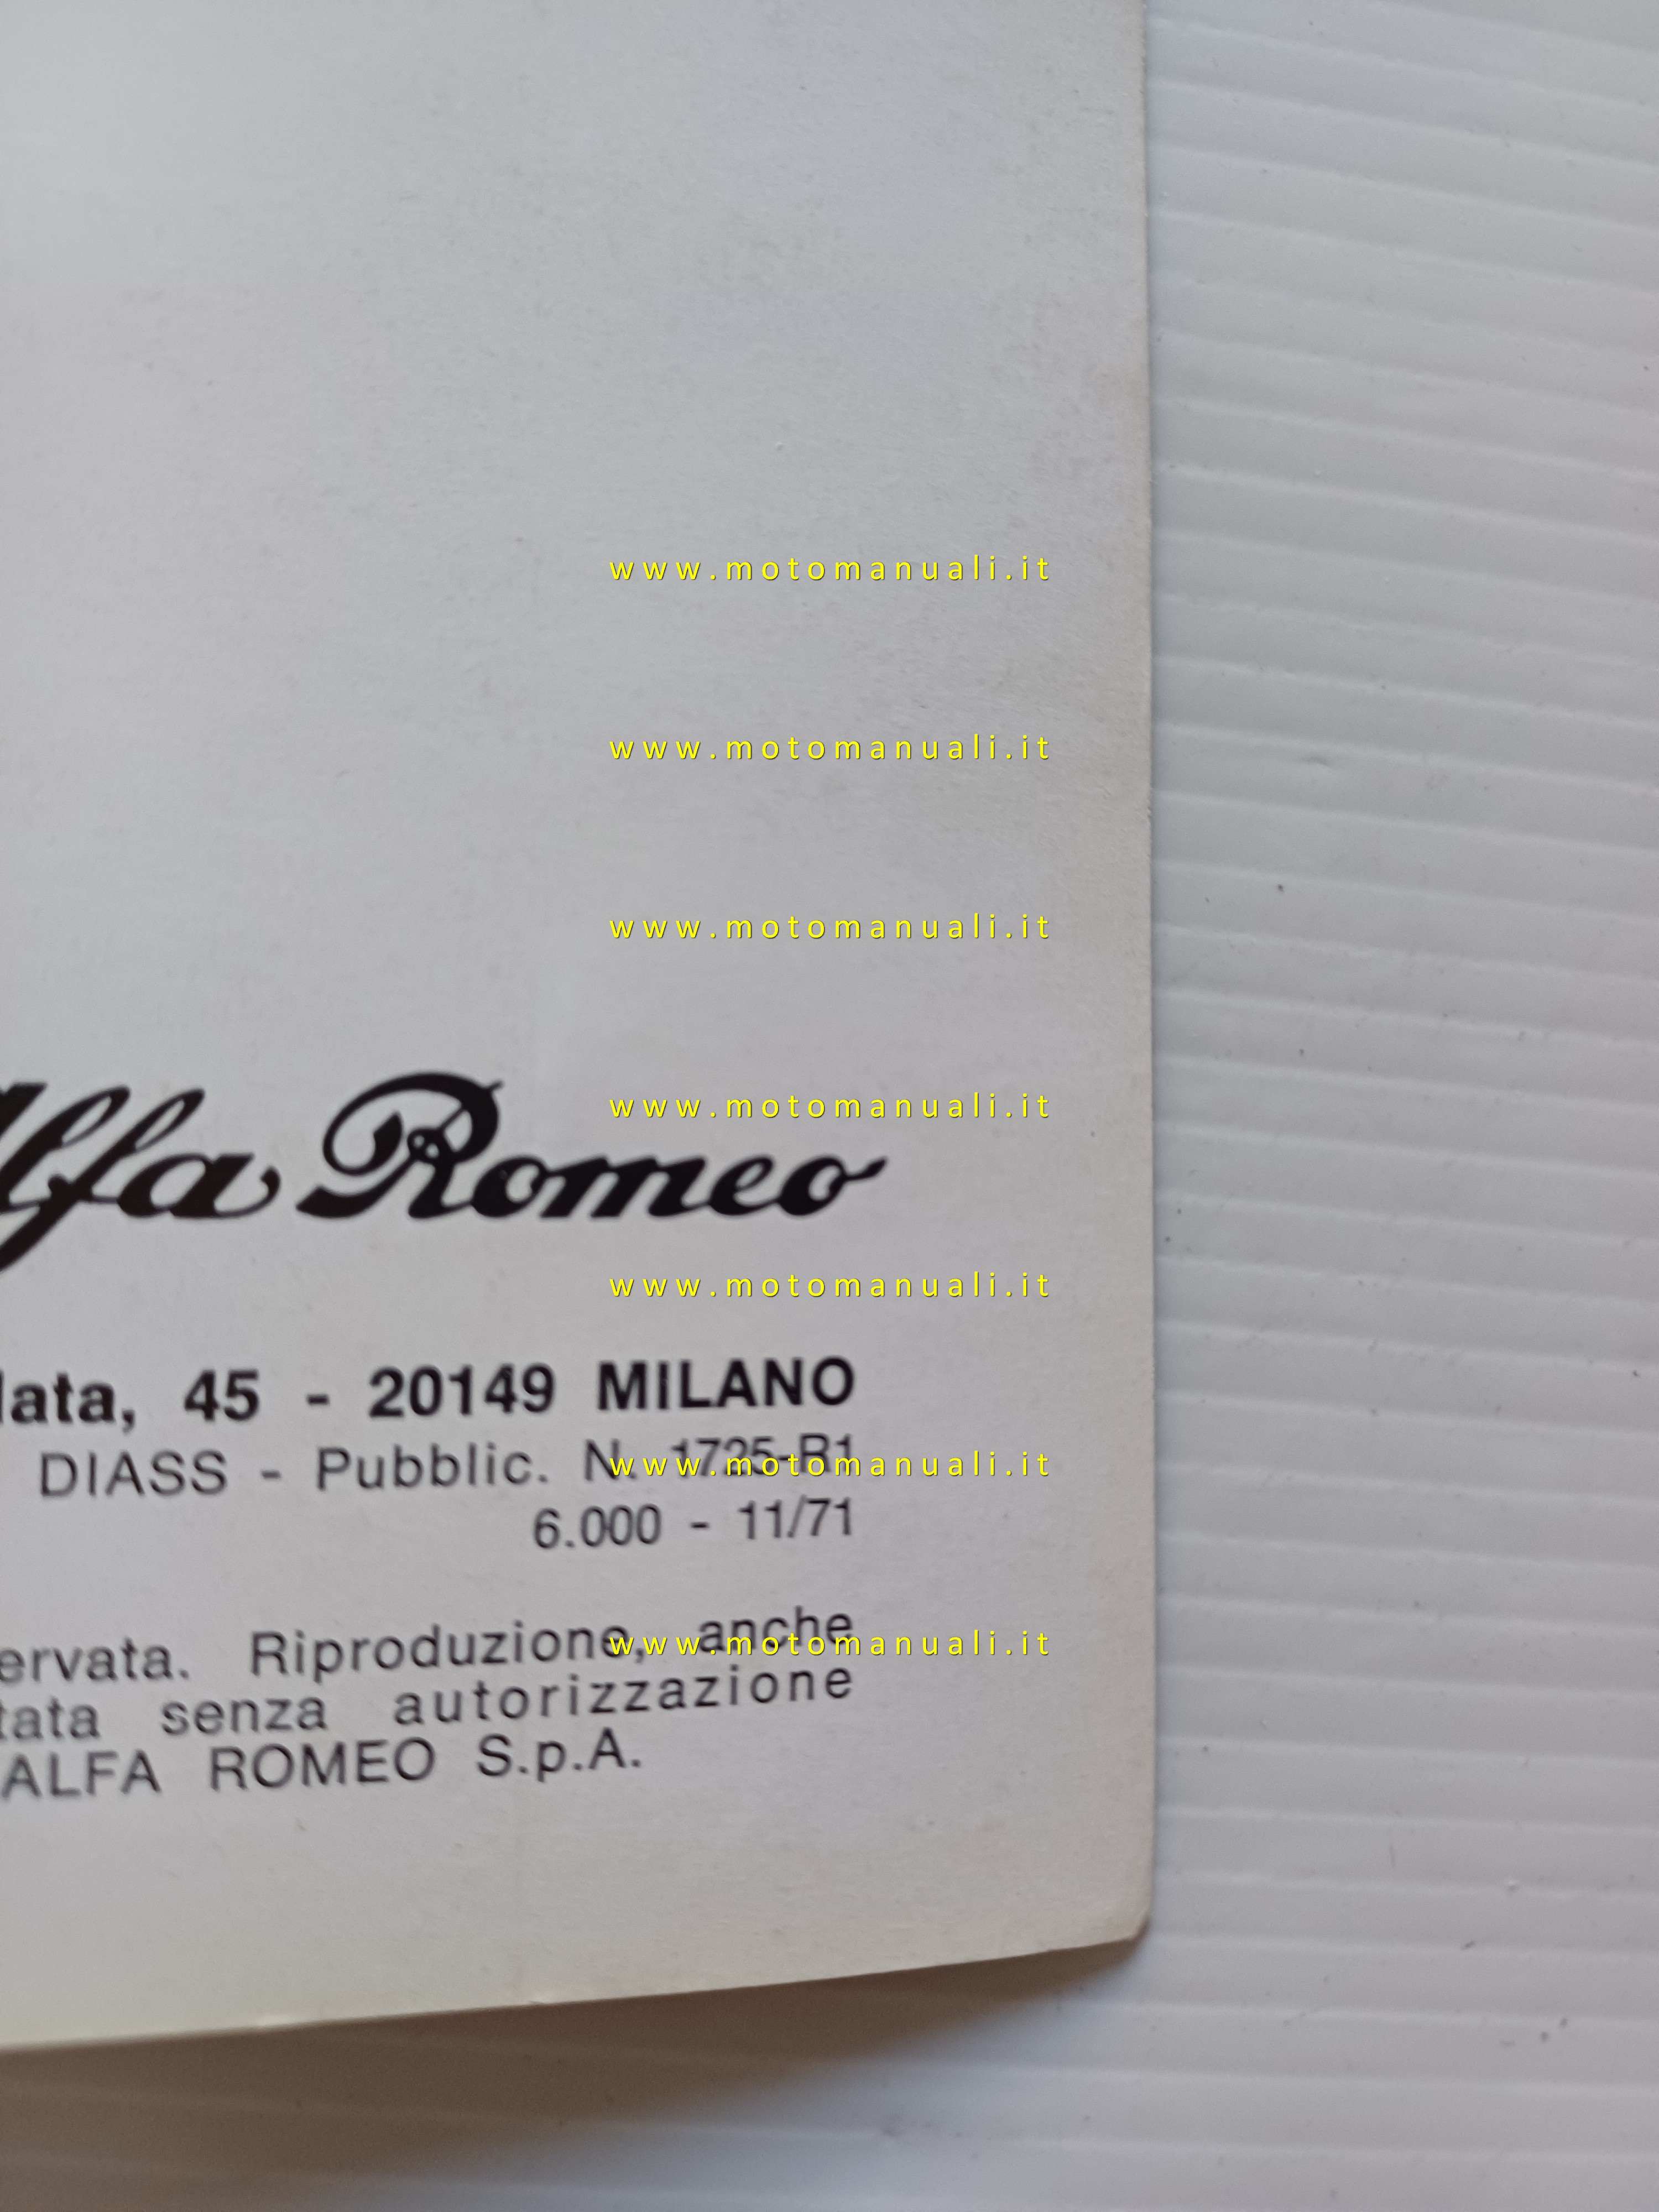 www.motomanuali.it
www.motomanuali.it
www.motomanuali.it
www.motomanuali.it
lfa Romeo
www.motomanuali.it
lata, 45 - 20149 MILANO
DIASS - Pubblic. N. 1725-R1
www.motomanuali.it
6.000 - 11/71
ervata. Riproduzione, anche
www.motomanuali.it
tata senza autorizzazione
ALFA ROMEO S.p.A.